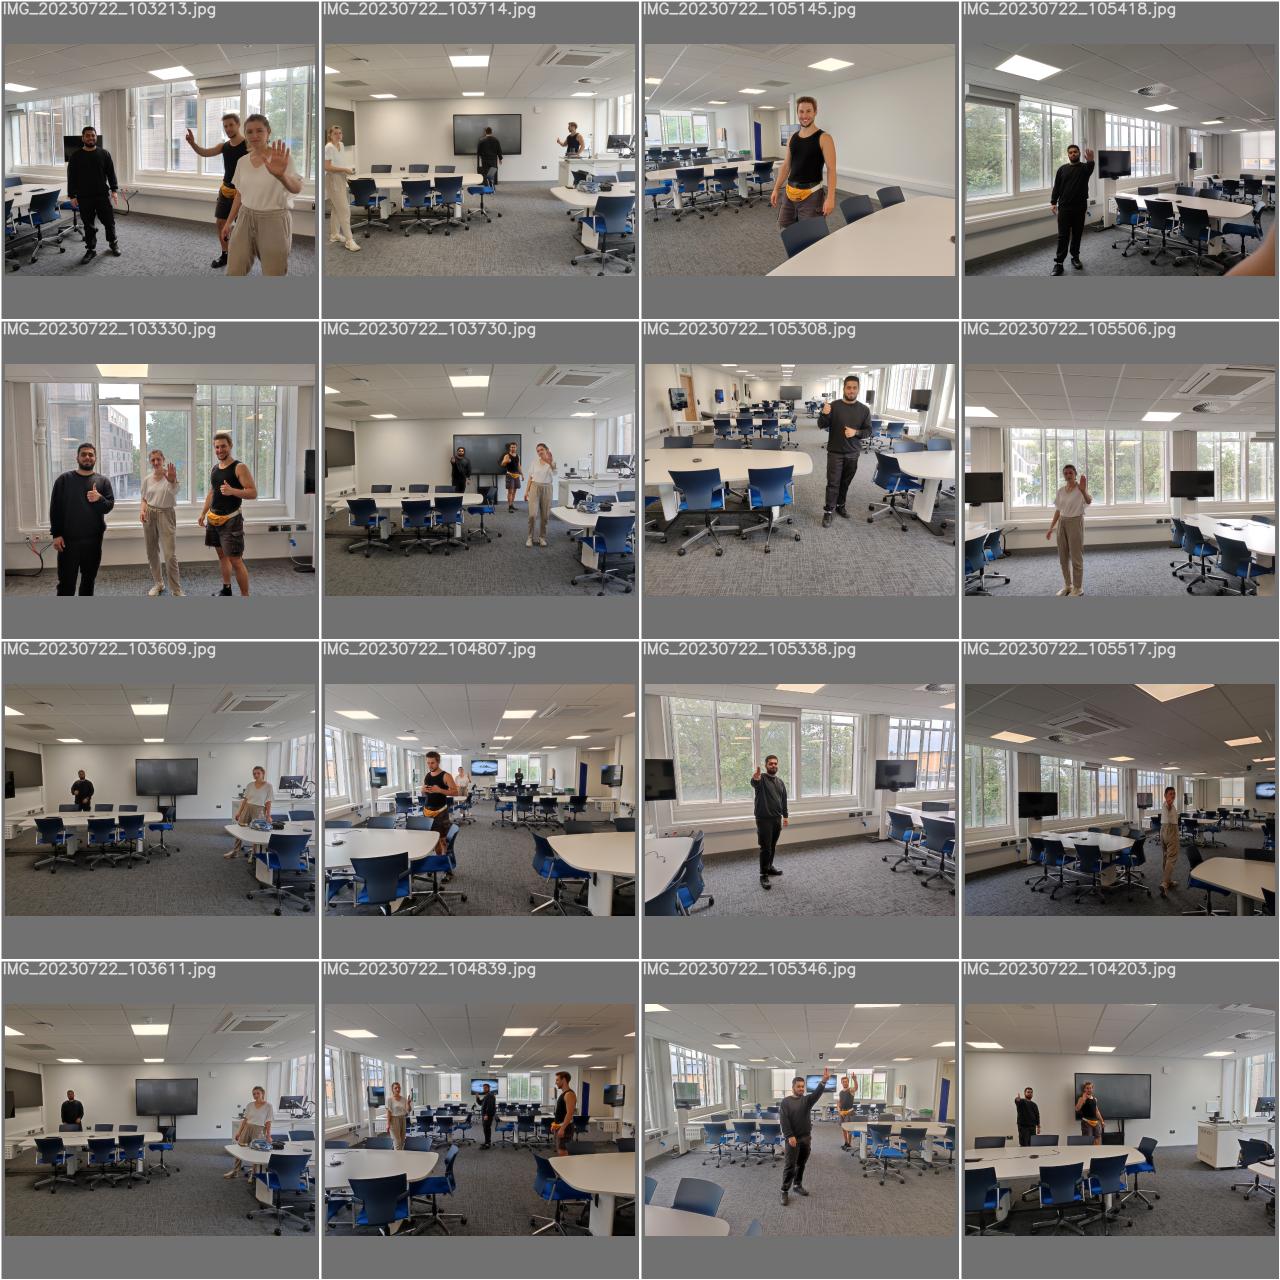 IMG_20230722_103213.jpg
IMG_20230722_103714.jpg
IMG_20230722_105145.jpg
IMG_20230722_105418.jpg
IMG_20230722_103330.jpg
IMG_20230722_103730.jpg
IMG_20230722_105308.jpg
IMG_20230722_105506.jpg
IMG_20230722_103609.jpg
IMG_20230722_104807.jpg
IMG_20230722_105338.jpg
IMG_20230722_105517.jpg
IMG_20230722_103611.jpg
IMG_20230722_104839.jpg
IMG_20230722_105346.jpg
IMG_20230722_104203.jpg